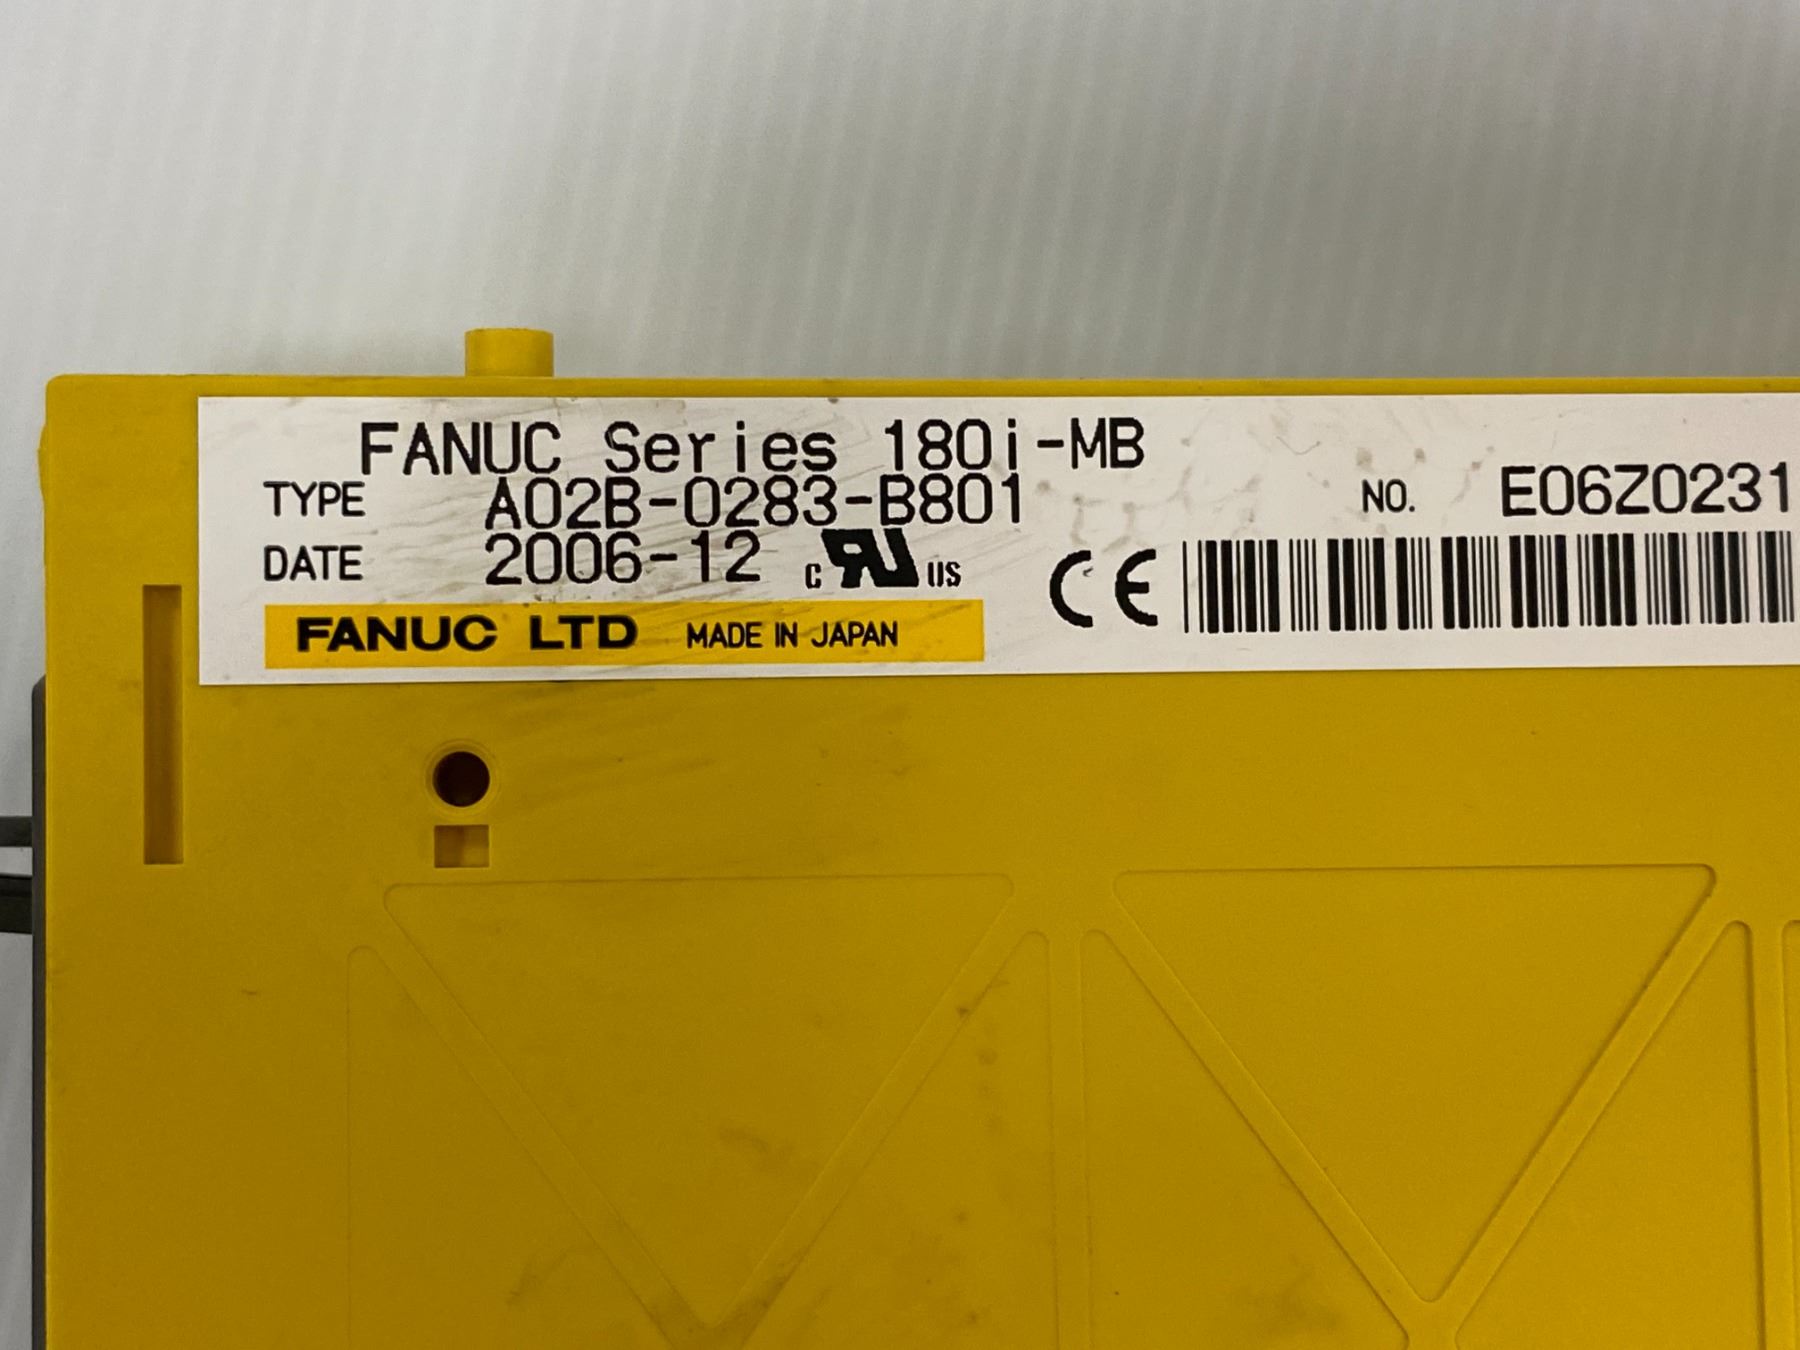 FANUC Series 180i-MB
TYPE A02B-0283-B801
NO. E06Z0231
DATE 2006-12
c RU US
CE
FANUC LTD MADE IN JAPAN